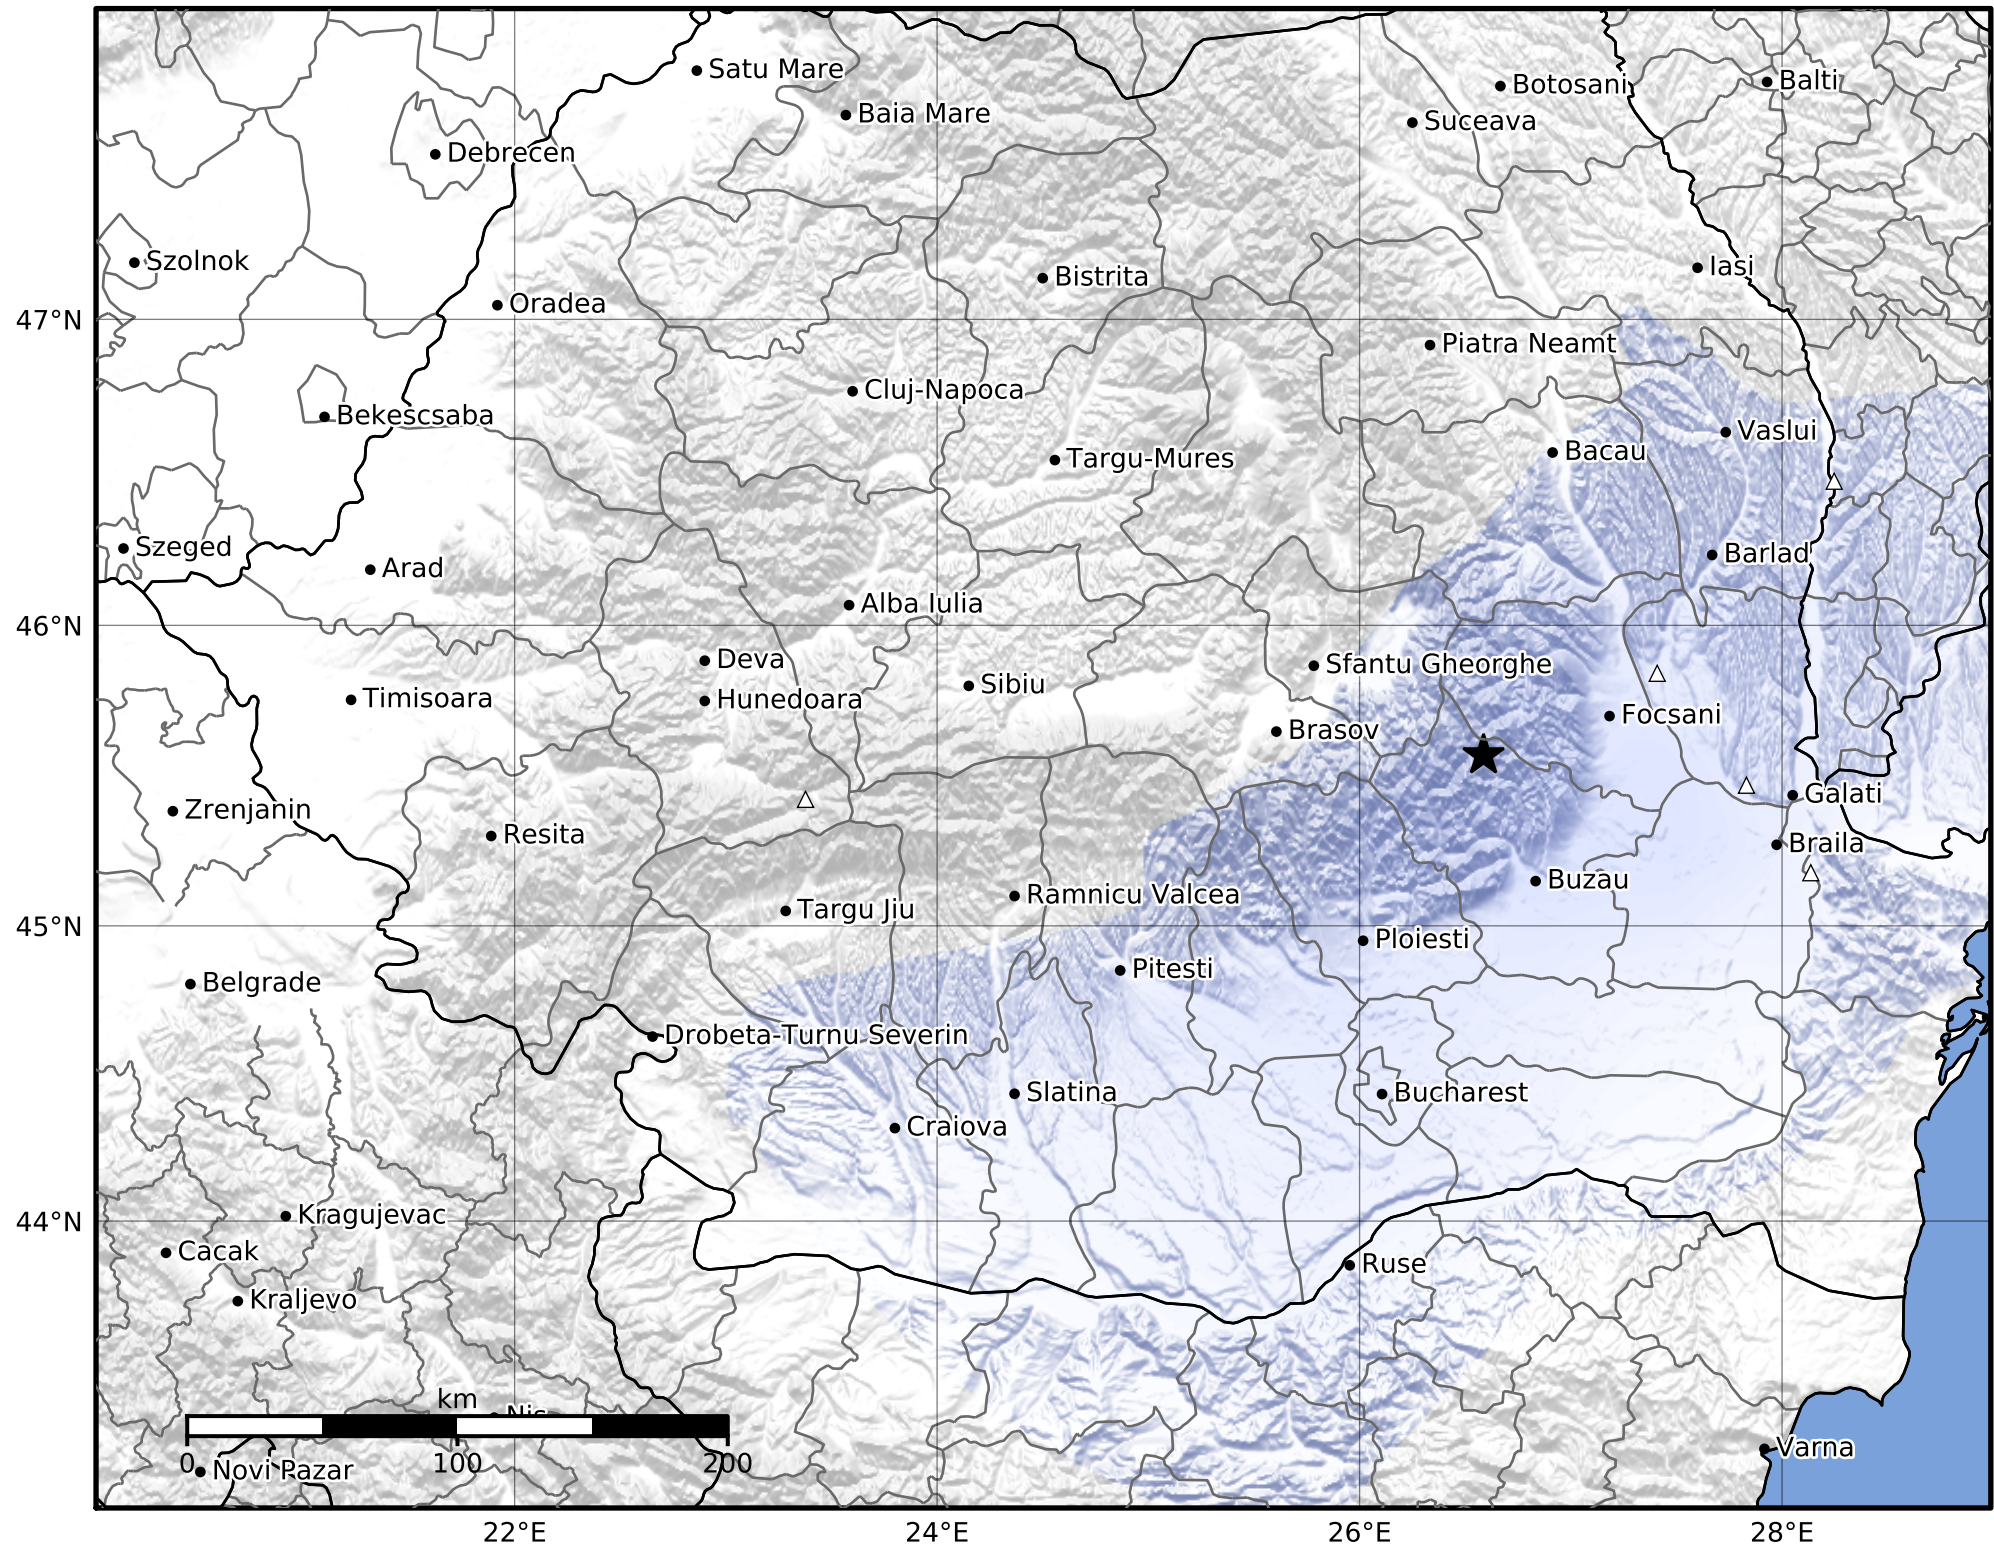 Satu Mare
Botosani
Balti
Baia Mare
Suceava
Debrecen
Szolnok
Iasi
Bistrita
Oradea
47°N
Piatra Neamt
Cluj-Napoca
Bekescsaba
Vaslui
Bacau
Targu-Mures
Szeged
Barlad
Arad
Alba Iulia
46°N
Deva
Sfantu Gheorghe
Sibiu
Timisoara
Hunedoara
Focsani
Brasov
Galati
Zrenjanin
Resita
Braila
Buzau
Ramnicu Valcea
Targu Jiu
45°N
Ploiesti
Pitesti
Belgrade
Drobeta-Turnu Severin
Slatina
Bucharest
Craiova
Kragujevac
44°N
Cacak
Ruse
Kraljevo
km
Nis
Varna
0 100 200
Novi Pazar
22°E 24°E 26°E 28°E